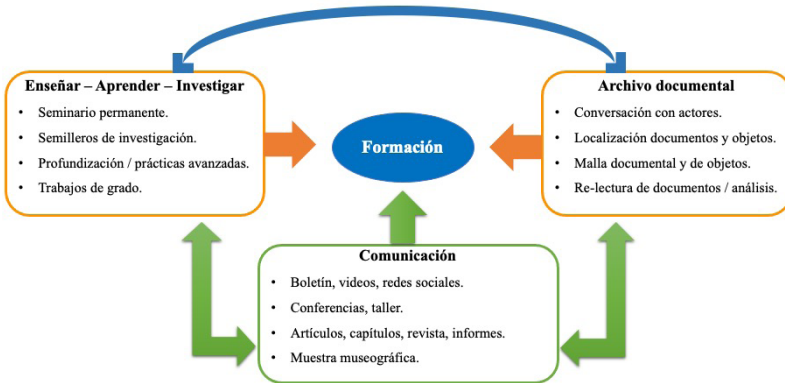 Enseñar – Aprender – Investigar
• Seminario permanente.
• Semilleros de investigación.
• Profundización / prácticas avanzadas.
• Trabajos de grado.
Formación
Archivo documental
• Conversación con actores.
• Localización documentos y objetos.
• Malla documental y de objetos.
• Re-lectura de documentos / análisis.
Comunicación
• Boletín, videos, redes sociales.
• Conferencias, taller.
• Artículos, capítulos, revista, informes.
• Muestra museográfica.